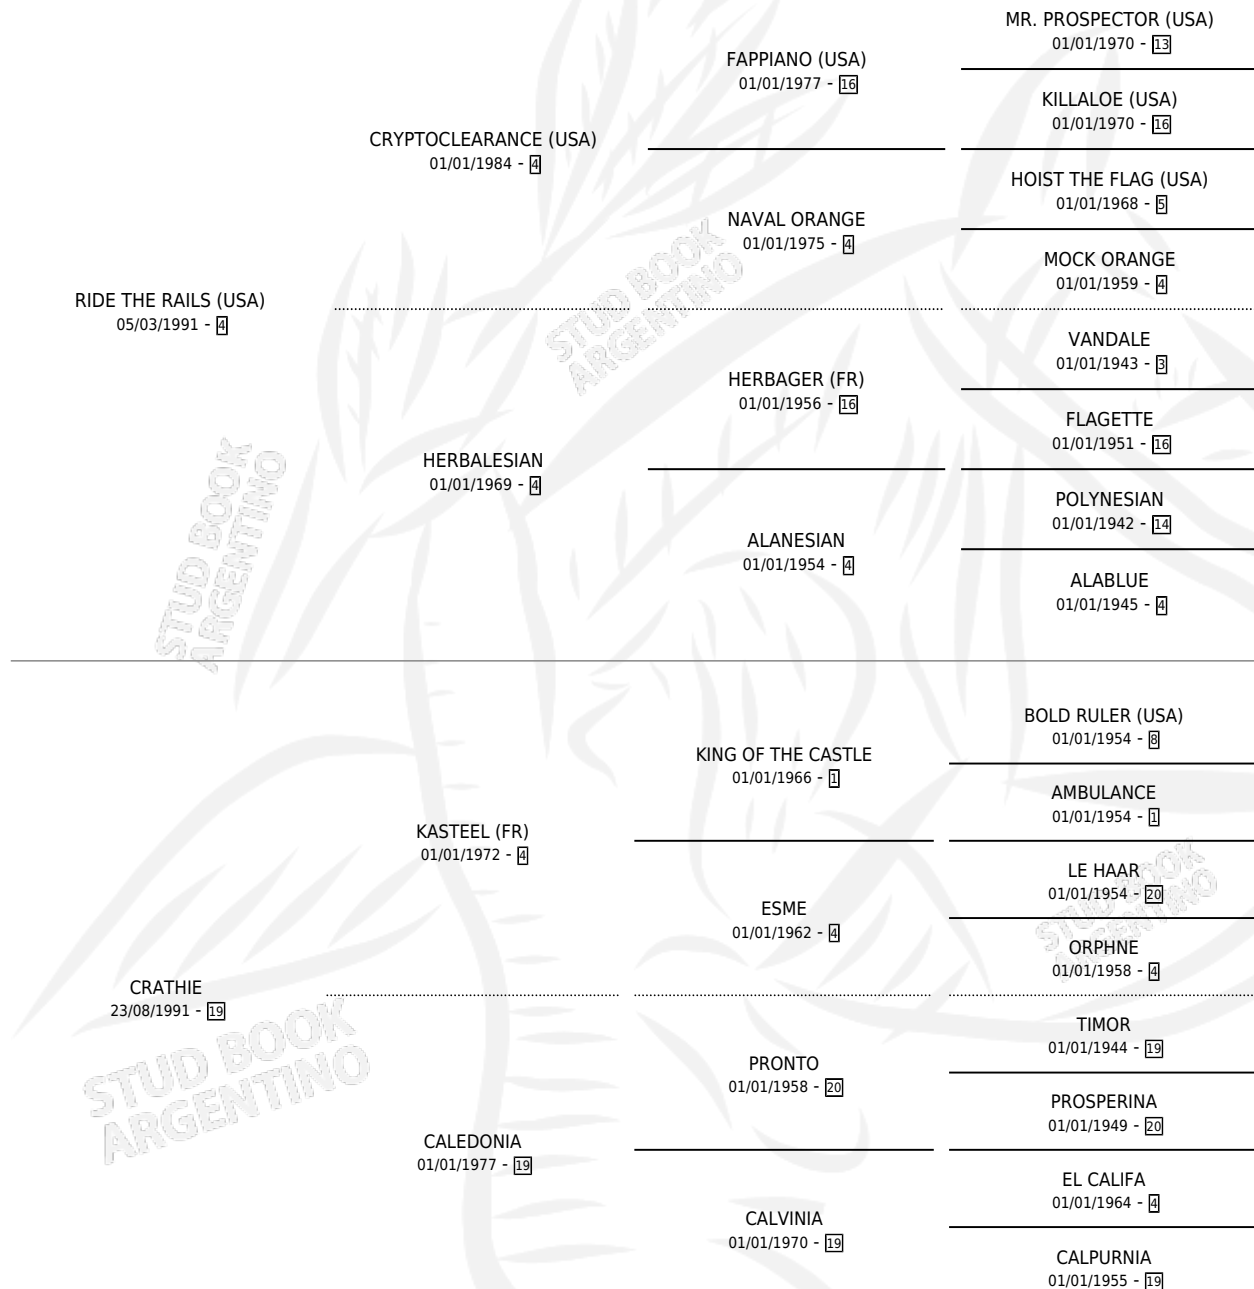 MR. PROSPECTOR (USA)
01/01/1970 - 13
FAPPIANO (USA)
01/01/1977 - 16
KILLALOE (USA)
01/01/1970 - 16
CRYPTOCLEARANCE (USA)
01/01/1984 - 4
HOIST THE FLAG (USA)
01/01/1968 - 5
NAVAL ORANGE
01/01/1975 - 4
MOCK ORANGE
01/01/1959 - 4
RIDE THE RAILS (USA)
05/03/1991 - 4
VANDALE
01/01/1943 - 3
HERBAGER (FR)
01/01/1956 - 16
FLAGETTE
01/01/1951 - 16
HERBALESIAN
01/01/1969 - 4
POLYNESIAN
01/01/1942 - 14
ALANESIAN
01/01/1954 - 4
ALABLUE
01/01/1945 - 4
STUD BOOK
ARGENTINO
STUD BOOK
ARGENTINO
BOLD RULER (USA)
01/01/1954 - 8
KING OF THE CASTLE
01/01/1966 - 1
AMBULANCE
01/01/1954 - 1
KASTEEL (FR)
01/01/1972 - 4
LE HAAR
01/01/1954 - 20
ESME
01/01/1962 - 4
ORPHNE
01/01/1958 - 4
STUD BOOK
ARGENTINO
CRATHIE
23/08/1991 - 19
TIMOR
01/01/1944 - 19
PRONTO
01/01/1958 - 20
PROSPERINA
01/01/1949 - 20
CALEDONIA
01/01/1977 - 19
EL CALIFA
01/01/1964 - 4
CALVINIA
01/01/1970 - 19
CALPURNIA
01/01/1955 - 19
STUD BOOK
ARGENTINO